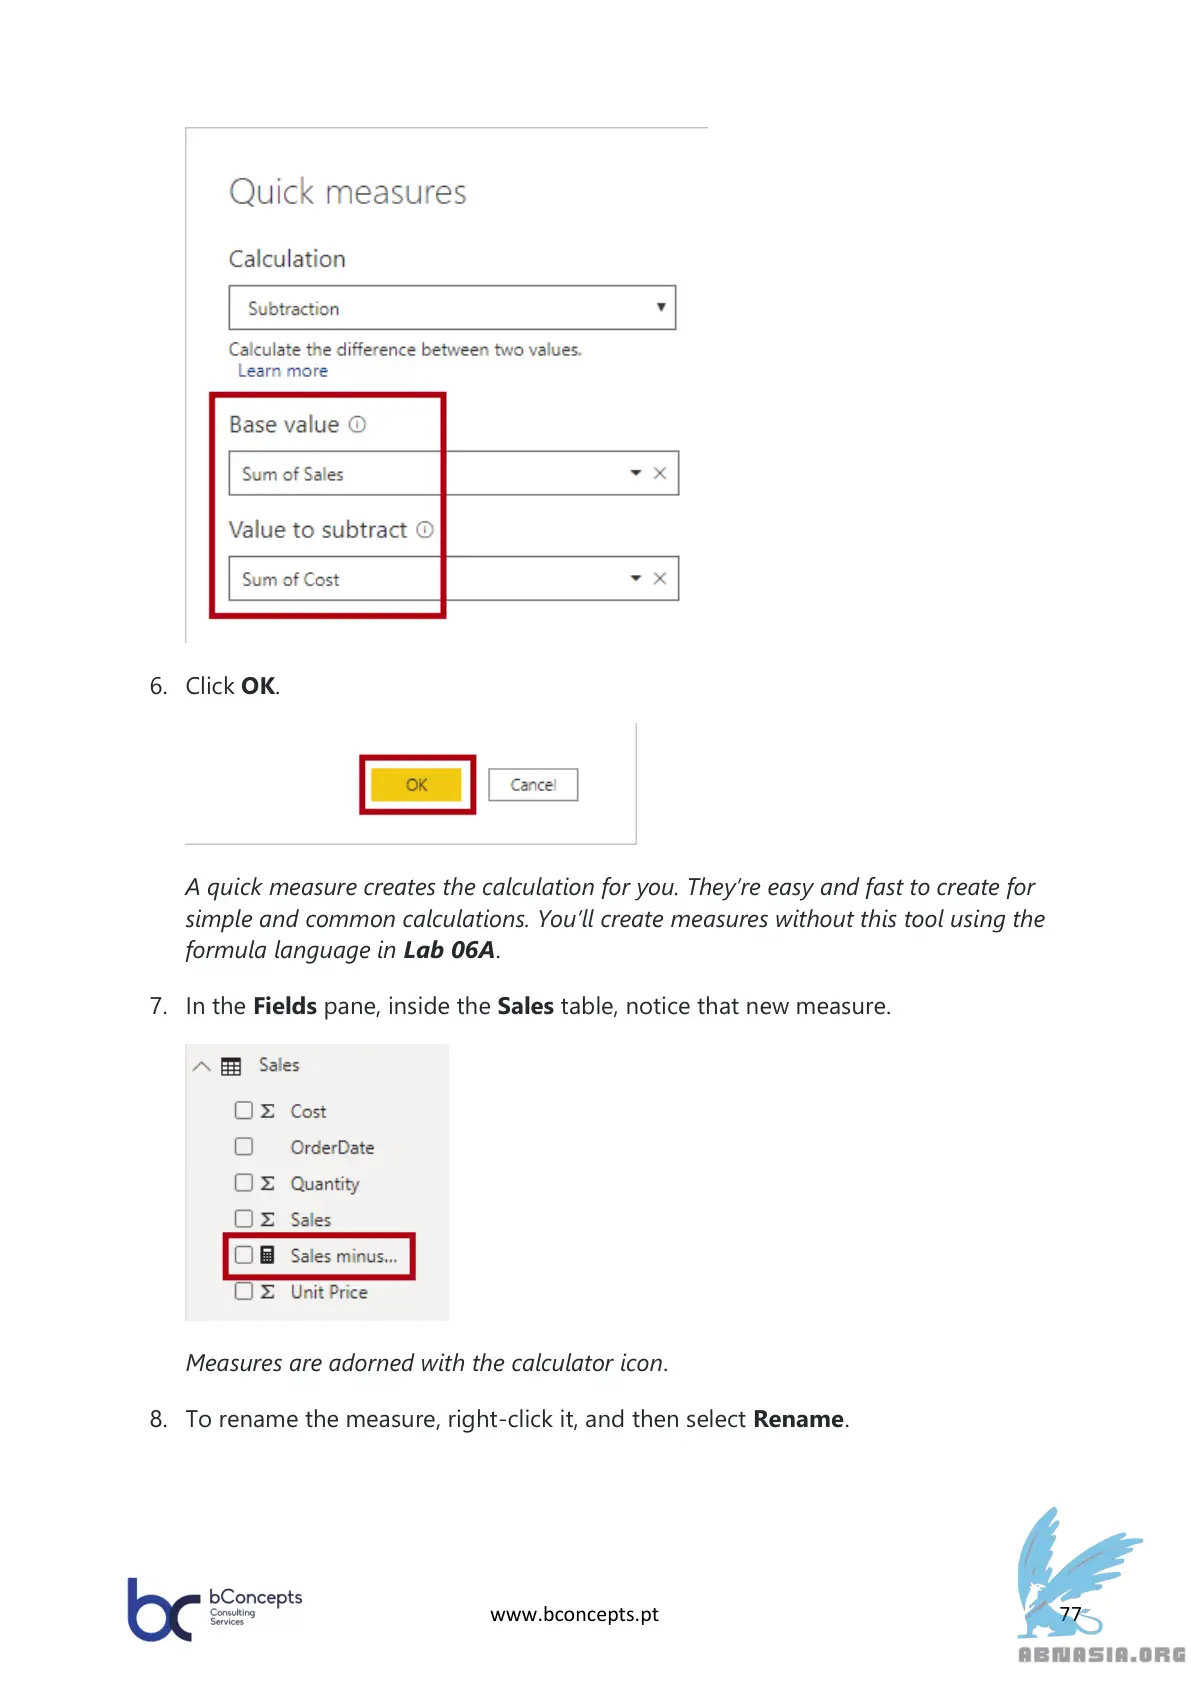 Quick measures
Calculation
Subtraction
Calculate the difference between two values.
Learn more
Base value
Sum of Sales
Value to subtract
Sum of Cost
6. Click OK.
OK
Cancel
A quick measure creates the calculation for you. They’re easy and fast to create for
simple and common calculations. You’ll create measures without this tool using the
formula language in Lab 06A.
7. In the Fields pane, inside the Sales table, notice that new measure.
Sales
Σ Cost
OrderDate
Σ Quantity
Σ Sales
Sales minus...
Σ Unit Price
Measures are adorned with the calculator icon.
8. To rename the measure, right-click it, and then select Rename.
bc bConcepts
Consulting
Services
www.bconcepts.pt
77
ABNASIA.ORG